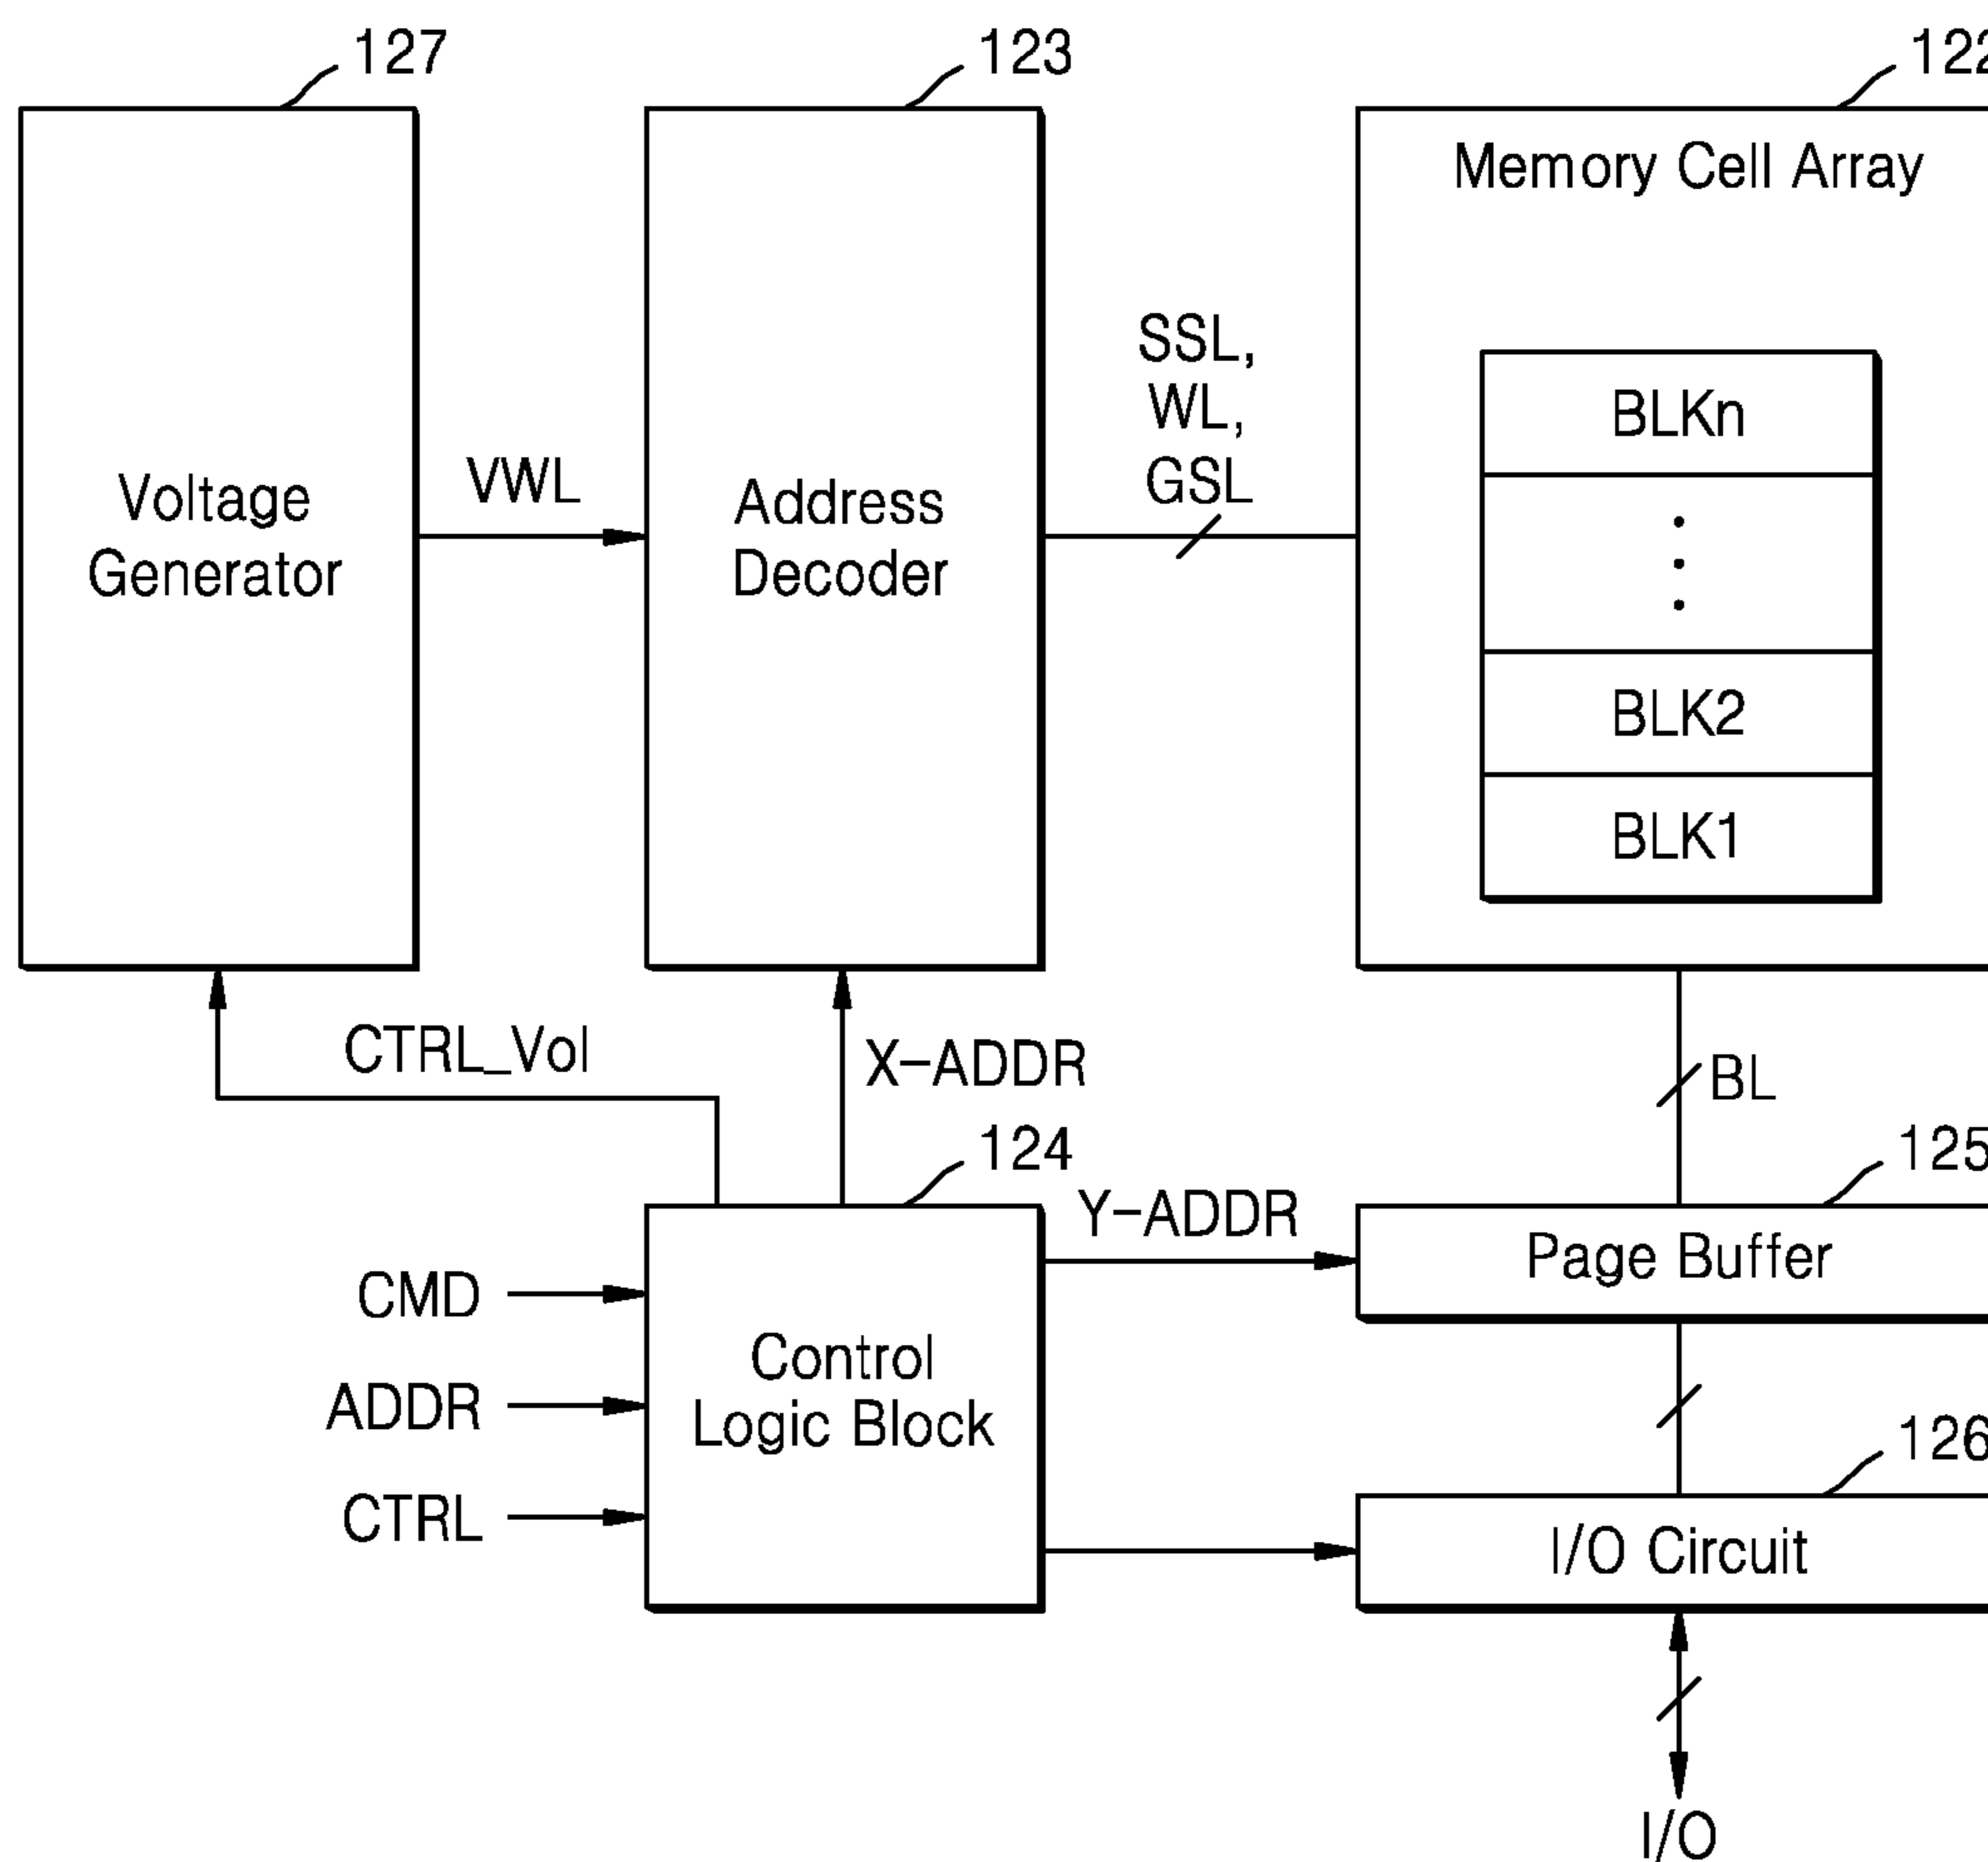 127
123
122
Memory Cell Array
SSL,
WL,
GSL
BLKn
VWL
Voltage
Generator
Address
Decoder
BLK2
BLK1
CTRL_Vol
X-ADDR
BL
124
125
Y-ADDR
Page Buffer
CMD
Control
Logic Block
ADDR
126
CTRL
I/O Circuit
I/O